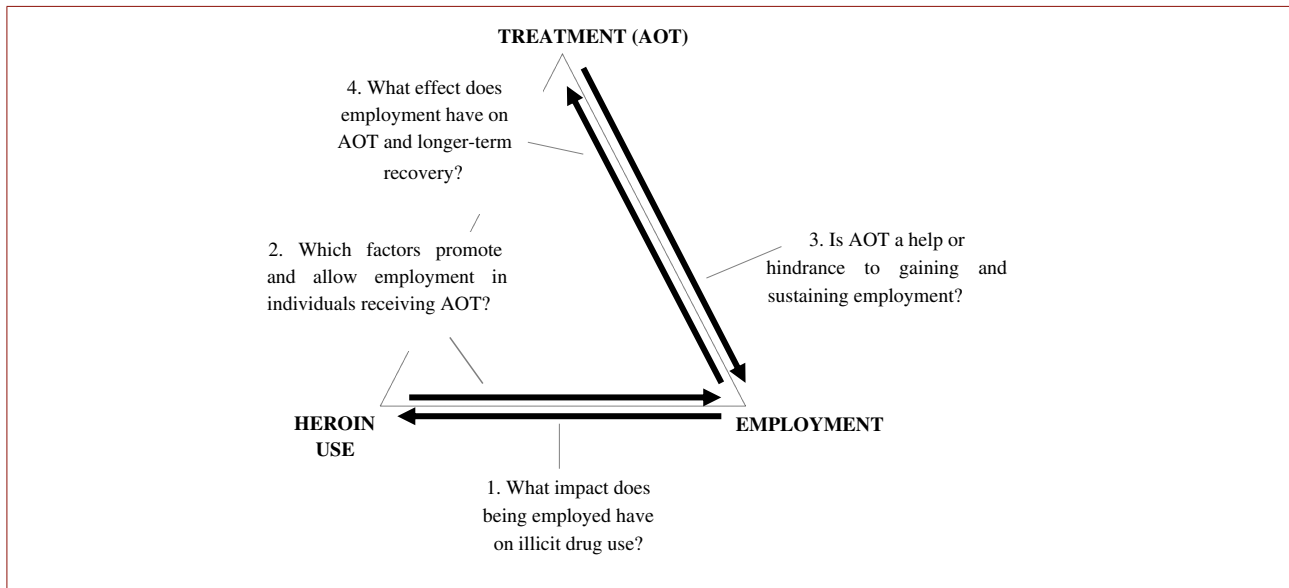 TREATMENT (AOT)
4. What effect does
employment have on
AOT and longer-term
recovery?
2. Which factors promote
and allow employment in
individuals receiving AOT?
3. Is AOT a help or
hindrance to gaining and
sustaining employment?
HEROIN
USE
EMPLOYMENT
1. What impact does
being employed have
on illicit drug use?